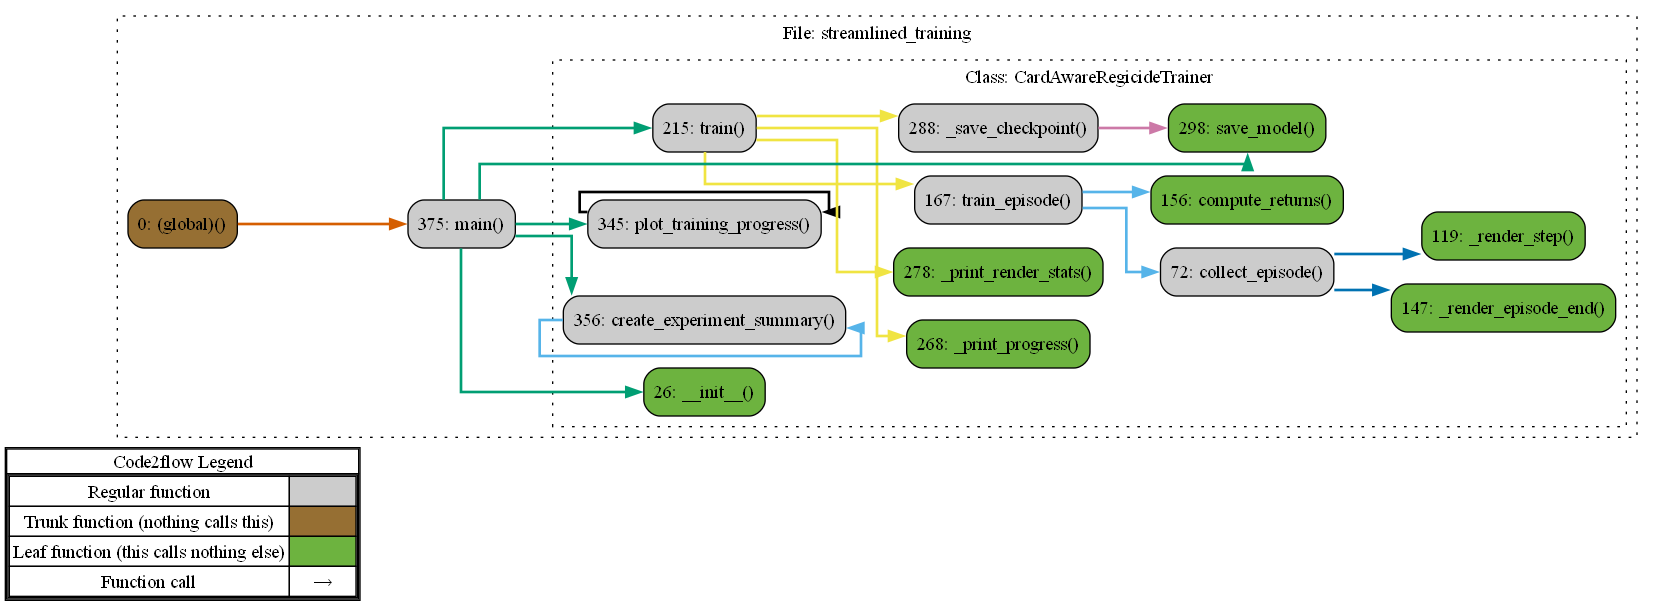 File: streamlined_training
Class: CardAwareRegicideTrainer
215: train()
288: _save_checkpoint()
298: save_model()
0: (global)()
375: main()
345: plot_training_progress()
167: train_episode()
156: compute_returns()
119: _render_step()
278: _print_render_stats()
72: collect_episode()
147: _render_episode_end()
356: create_experiment_summary()
268: _print_progress()
26: __init__()
Code2flow Legend
Regular function
Trunk function (nothing calls this)
Leaf function (this calls nothing else)
Function call →